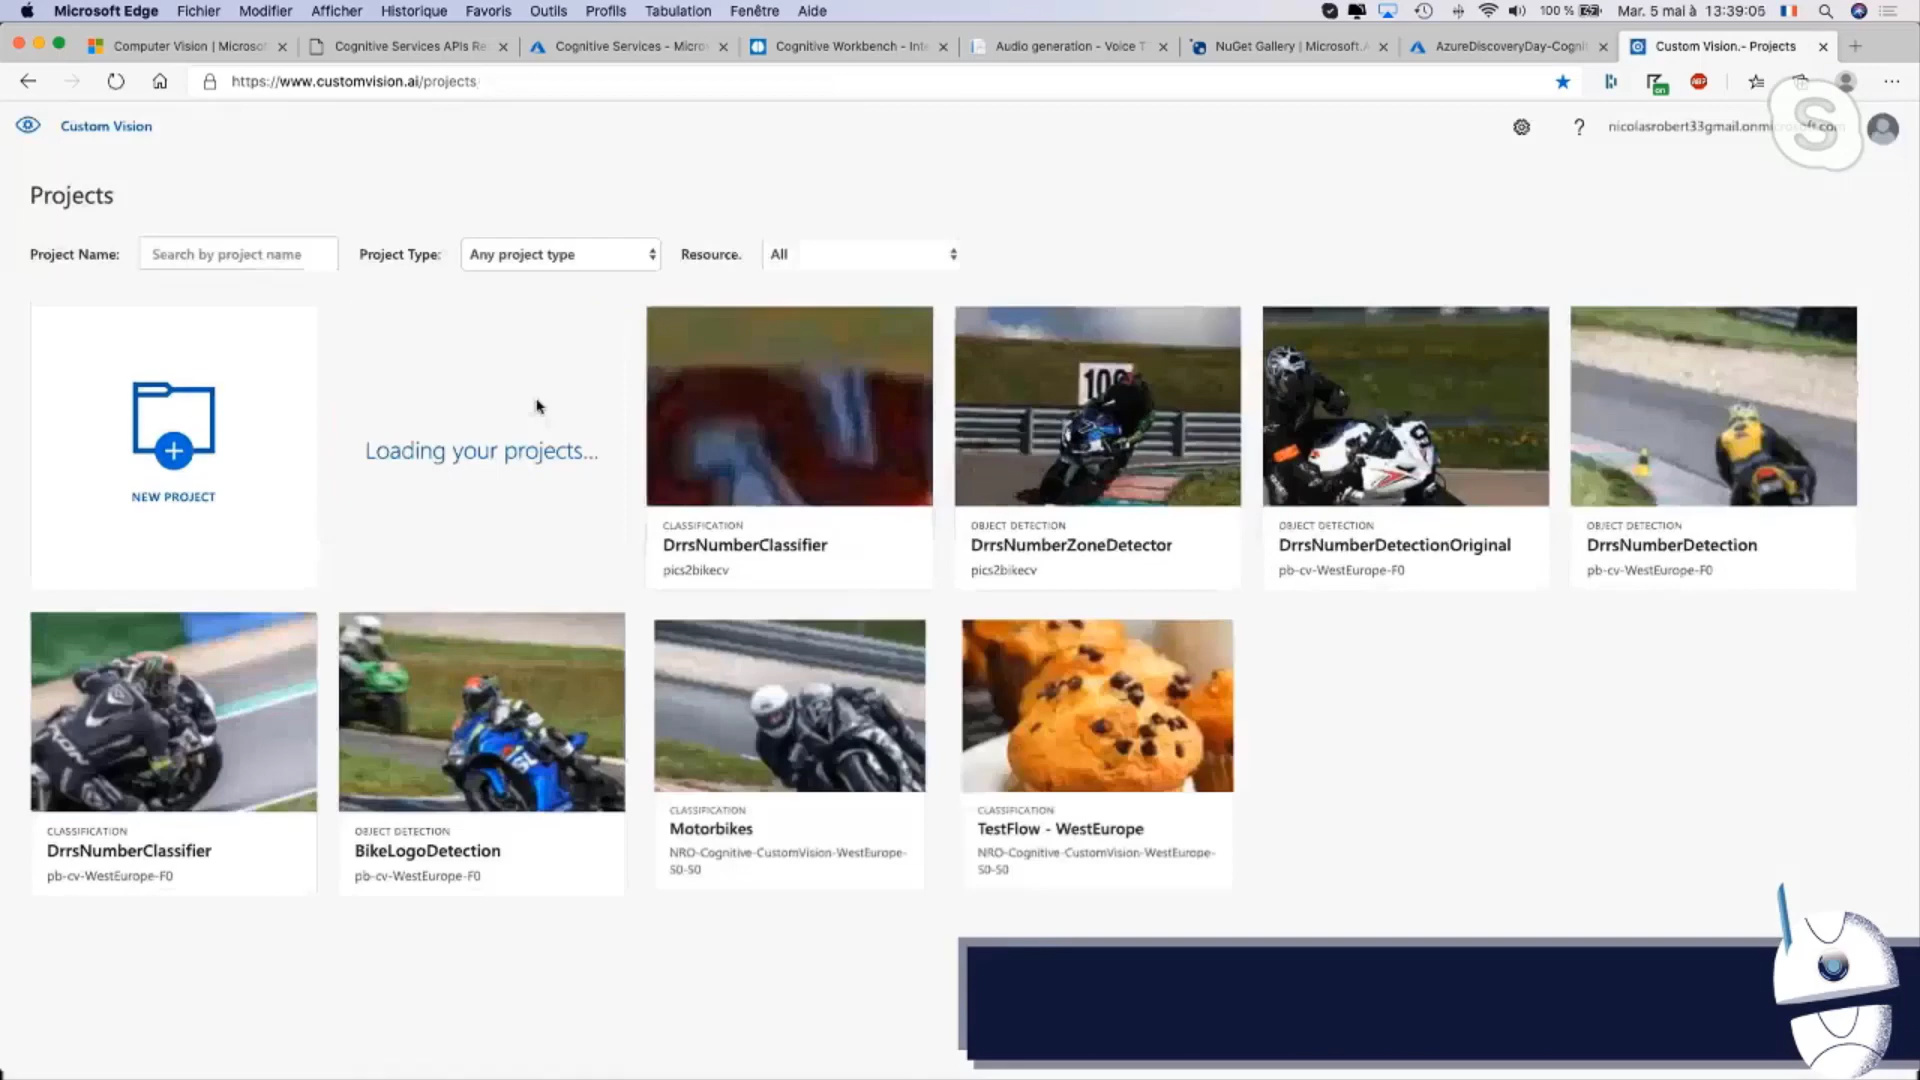 Microsoft Edge Fichier Modifier Afficher Historique Favoris Outils Profils Tabulation Fenêtre Aide 100 % Mar. 5 mai à 13:39:05
Computer Vision | Microsof Cognitive Services APIs Re Cognitive Services - Micro Cognitive Workbench - Int Audio generation - Voice T NuGet Gallery | Microsoft.A AzureDiscoveryDay-Cogni Custom Vision.- Projects
https://www.customvision.ai/projects
Custom Vision ? nicolasrobert33gmail.onmicrosoft.com
Projects
Project Name: Search by project name Project Type: Any project type Resource. All
NEW PROJECT
Loading your projects...
CLASSIFICATION
DrrsNumberClassifier
pics2bikecv
OBJECT DETECTION
DrrsNumberZoneDetector
pics2bikecv
OBJECT DETECTION
DrrsNumberDetectionOriginal
pb-cv-WestEurope-F0
OBJECT DETECTION
DrrsNumberDetection
pb-cv-WestEurope-F0
CLASSIFICATION
DrrsNumberClassifier
pb-cv-WestEurope-F0
OBJECT DETECTION
BikeLogoDetection
pb-cv-WestEurope-F0
CLASSIFICATION
Motorbikes
NRO-Cognitive-CustomVision-WestEurope-
S0-S0
CLASSIFICATION
TestFlow - WestEurope
NRO-Cognitive-CustomVision-WestEurope-
S0-S0